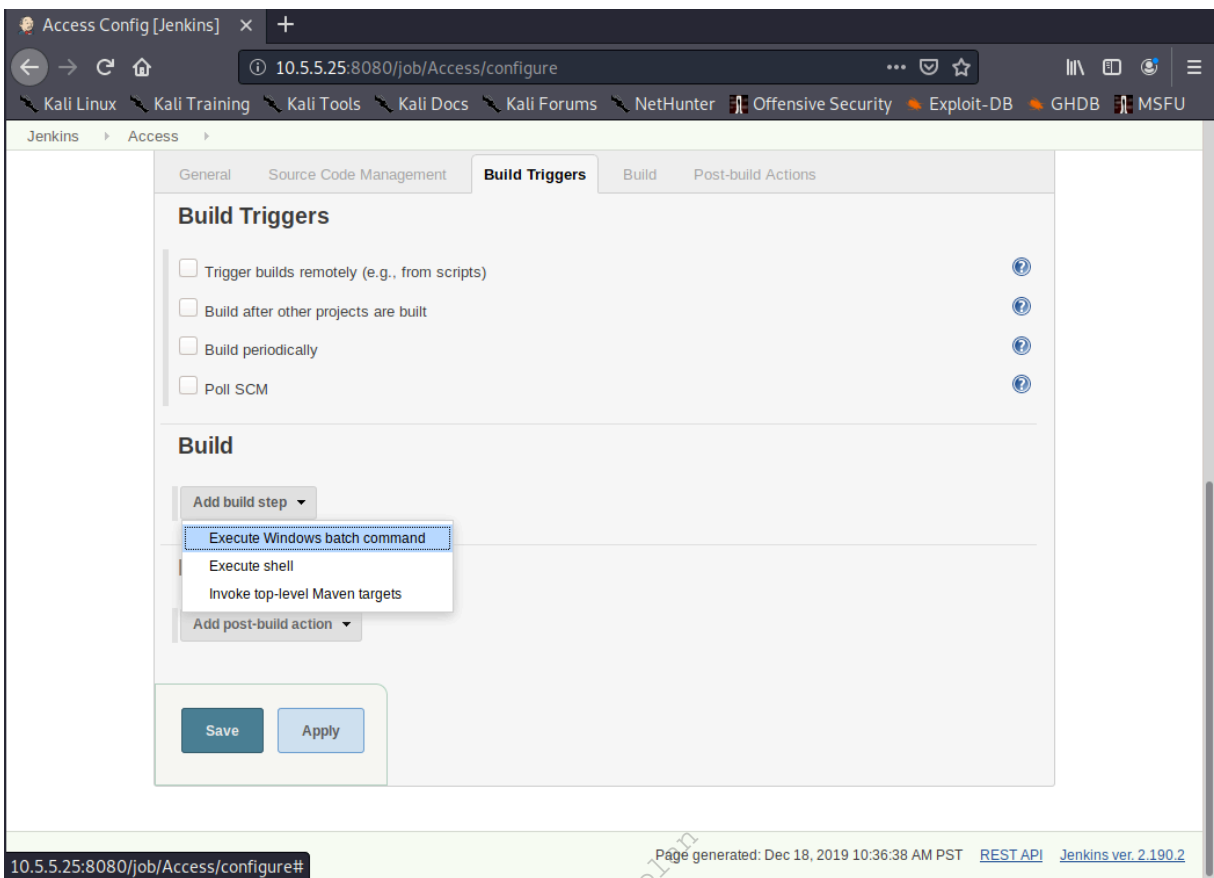 Access Config [Jenkins]
10.5.5.25:8080/job/Access/configure
Kali Linux Kali Training Kali Tools Kali Docs Kali Forums NetHunter Offensive Security Exploit-DB GHDB MSFU
Jenkins Access
General Source Code Management Build Triggers Build Post-build Actions
Build Triggers
Trigger builds remotely (e.g., from scripts)
Build after other projects are built
Build periodically
Poll SCM
Build
Add build step
Execute Windows batch command
Execute shell
Invoke top-level Maven targets
Add post-build action
Save Apply
Page generated: Dec 18, 2019 10:36:38 AM PST REST API Jenkins ver. 2.190.2
10.5.5.25:8080/job/Access/configure#